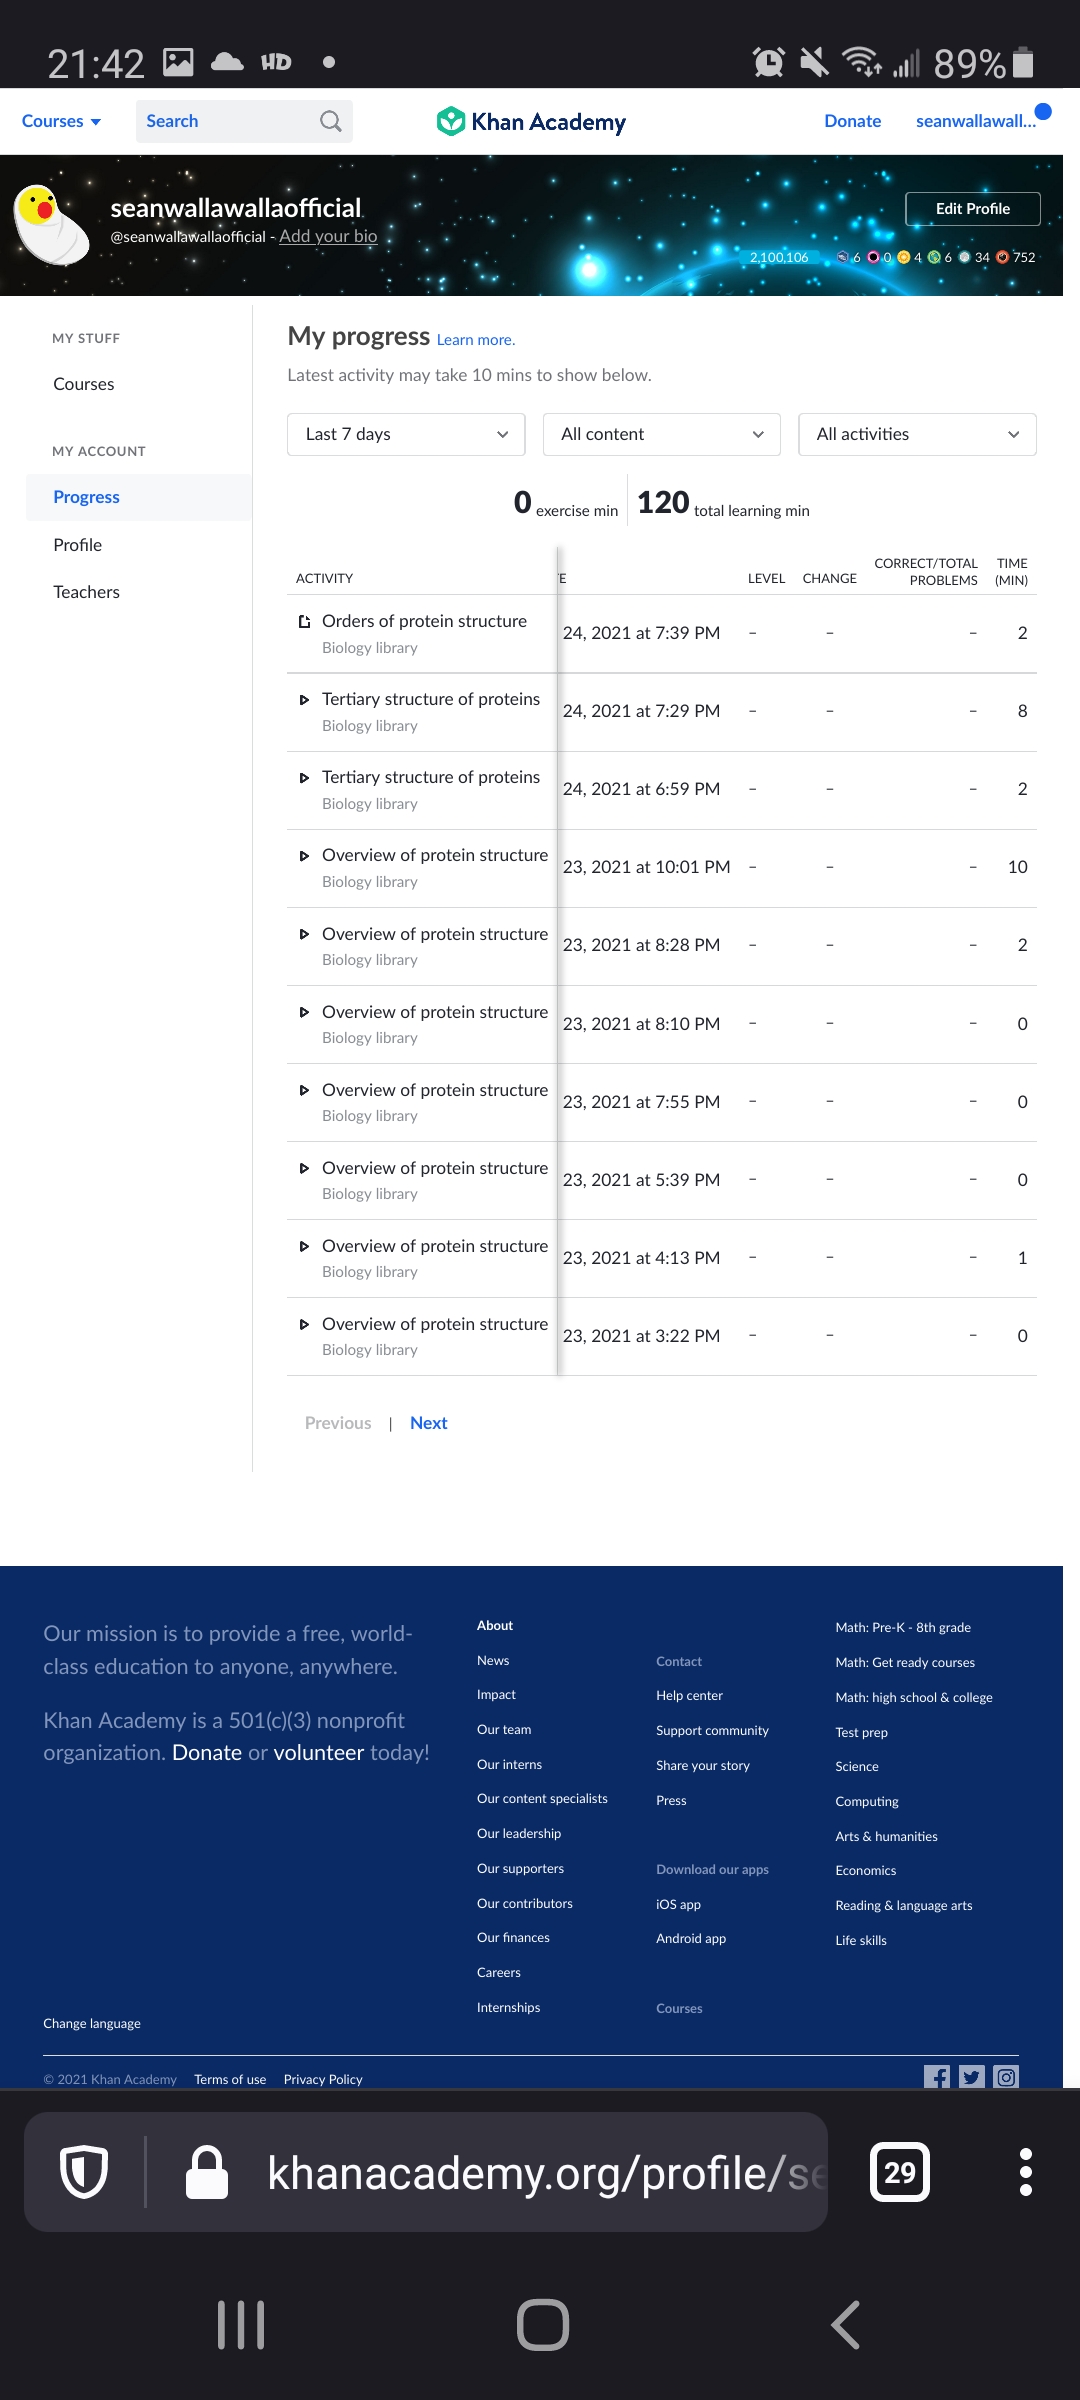 21:42 HD 89%
Courses Search Khan Academy Donate seanwallawall...
seanwallawallaofficial
@seanwallawallaofficial - Add your bio
Edit Profile
2,100,106 6 0 4 6 34 752
MY STUFF
Courses
MY ACCOUNT
Progress
Profile
Teachers
My progress Learn more.
Latest activity may take 10 mins to show below.
Last 7 days All content All activities
0 exercise min 120 total learning min
ACTIVITY E LEVEL CHANGE CORRECT/TOTAL PROBLEMS TIME (MIN)
Orders of protein structure 24, 2021 at 7:39 PM – – – 2
Biology library
Tertiary structure of proteins 24, 2021 at 7:29 PM – – – 8
Biology library
Tertiary structure of proteins 24, 2021 at 6:59 PM – – – 2
Biology library
Overview of protein structure 23, 2021 at 10:01 PM – – – 10
Biology library
Overview of protein structure 23, 2021 at 8:28 PM – – – 2
Biology library
Overview of protein structure 23, 2021 at 8:10 PM – – – 0
Biology library
Overview of protein structure 23, 2021 at 7:55 PM – – – 0
Biology library
Overview of protein structure 23, 2021 at 5:39 PM – – – 0
Biology library
Overview of protein structure 23, 2021 at 4:13 PM – – – 1
Biology library
Overview of protein structure 23, 2021 at 3:22 PM – – – 0
Biology library
Previous | Next
Our mission is to provide a free, world-
class education to anyone, anywhere.
Khan Academy is a 501(c)(3) nonprofit
organization. Donate or volunteer today!
Change language
About
News
Impact
Our team
Our interns
Our content specialists
Our leadership
Our supporters
Our contributors
Our finances
Careers
Internships
Contact
Help center
Support community
Share your story
Press
Download our apps
iOS app
Android app
Courses
Math: Pre-K - 8th grade
Math: Get ready courses
Math: high school & college
Test prep
Science
Computing
Arts & humanities
Economics
Reading & language arts
Life skills
© 2021 Khan Academy Terms of use Privacy Policy
khanacademy.org/profile/se 29